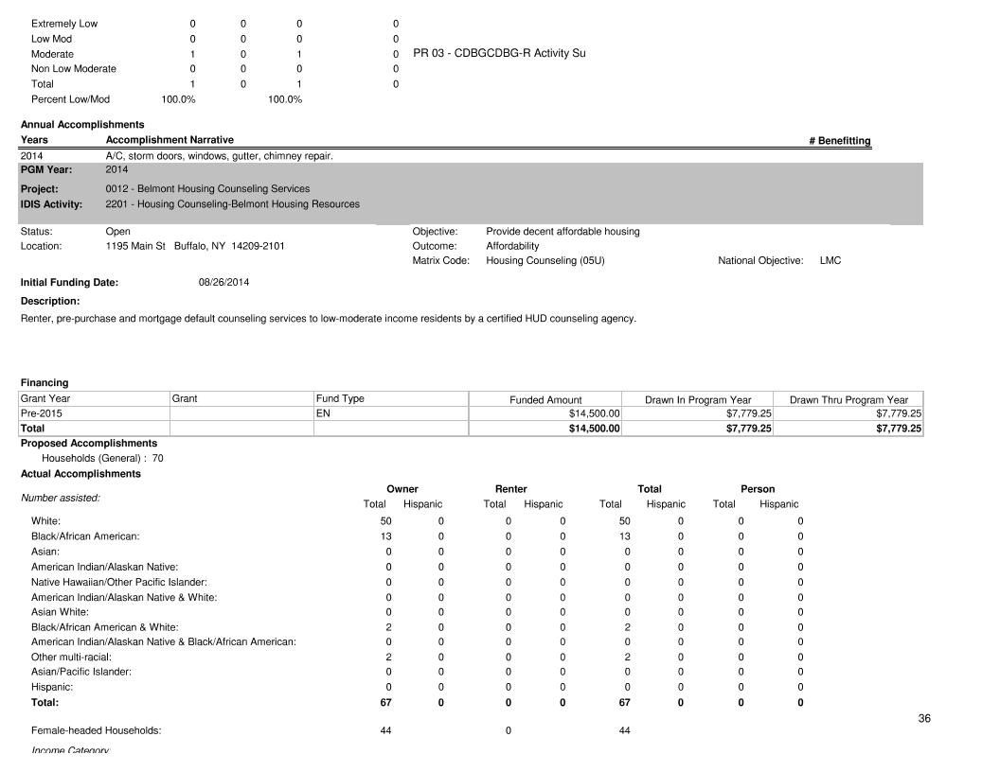 Extremely Low 0 0 0 0
Low Mod 0 0 0 0
Moderate 1 0 1 0 PR 03 - CDBGCDBG-R Activity Su
Non Low Moderate 0 0 0 0
Total 1 0 1 0
Percent Low/Mod 100.0% 100.0%
Annual Accomplishments
Years Accomplishment Narrative # Benefitting
2014 A/C, storm doors, windows, gutter, chimney repair.
PGM Year: 2014
Project: 0012 - Belmont Housing Counseling Services
IDIS Activity: 2201 - Housing Counseling-Belmont Housing Resources
Status: Open Objective: Provide decent affordable housing
Location: 1195 Main St Buffalo, NY 14209-2101 Outcome: Affordability
Matrix Code: Housing Counseling (05U) National Objective: LMC
Initial Funding Date: 08/26/2014
Description:
Renter, pre-purchase and mortgage default counseling services to low-moderate income residents by a certified HUD counseling agency.
Financing
Grant Year Grant Fund Type Funded Amount Drawn In Program Year Drawn Thru Program Year
Pre-2015 EN $14,500.00 $7,779.25 $7,779.25
Total $14,500.00 $7,779.25 $7,779.25
Proposed Accomplishments
Households (General) : 70
Actual Accomplishments
Owner Renter Total Person
Number assisted: Total Hispanic Total Hispanic Total Hispanic Total Hispanic
White: 50 0 0 0 50 0 0 0
Black/African American: 13 0 0 0 13 0 0 0
Asian: 0 0 0 0 0 0 0 0
American Indian/Alaskan Native: 0 0 0 0 0 0 0 0
Native Hawaiian/Other Pacific Islander: 0 0 0 0 0 0 0 0
American Indian/Alaskan Native & White: 0 0 0 0 0 0 0 0
Asian White: 0 0 0 0 0 0 0 0
Black/African American & White: 2 0 0 0 2 0 0 0
American Indian/Alaskan Native & Black/African American: 0 0 0 0 0 0 0 0
Other multi-racial: 2 0 0 0 2 0 0 0
Asian/Pacific Islander: 0 0 0 0 0 0 0 0
Hispanic: 0 0 0 0 0 0 0 0
Total: 67 0 0 0 67 0 0 0
36
Female-headed Households: 44 0 44
Income Category: